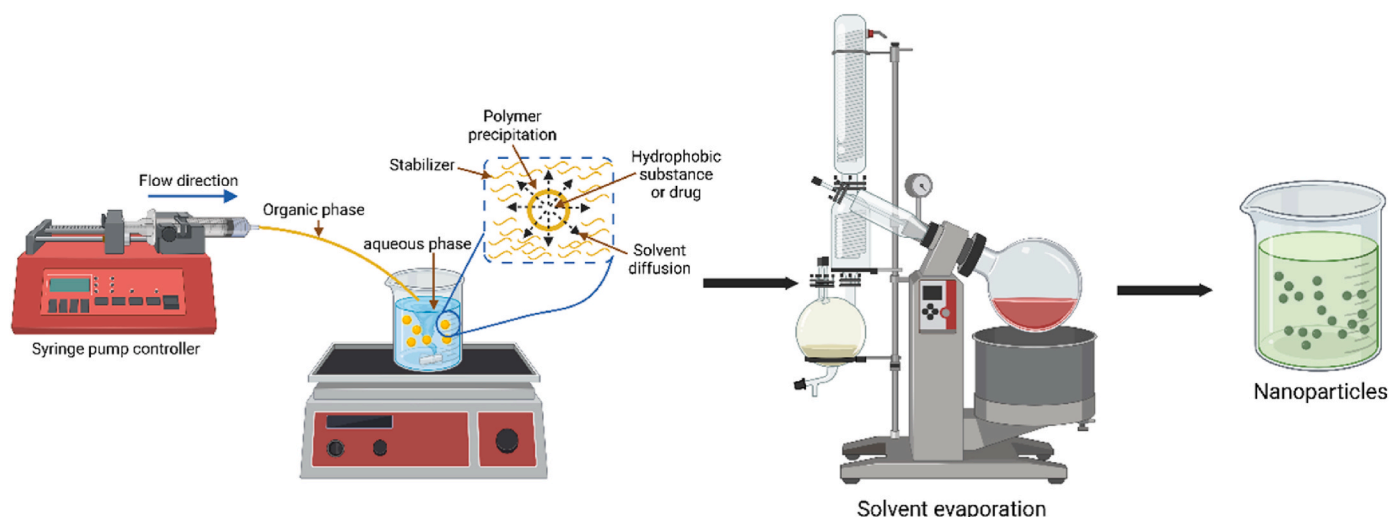 Polymer
precipitation
Stabilizer
Hydrophobic
substance
or drug
Flow direction
Organic phase
aqueous phase
Solvent
diffusion
Syringe pump controller
Nanoparticles
Solvent evaporation